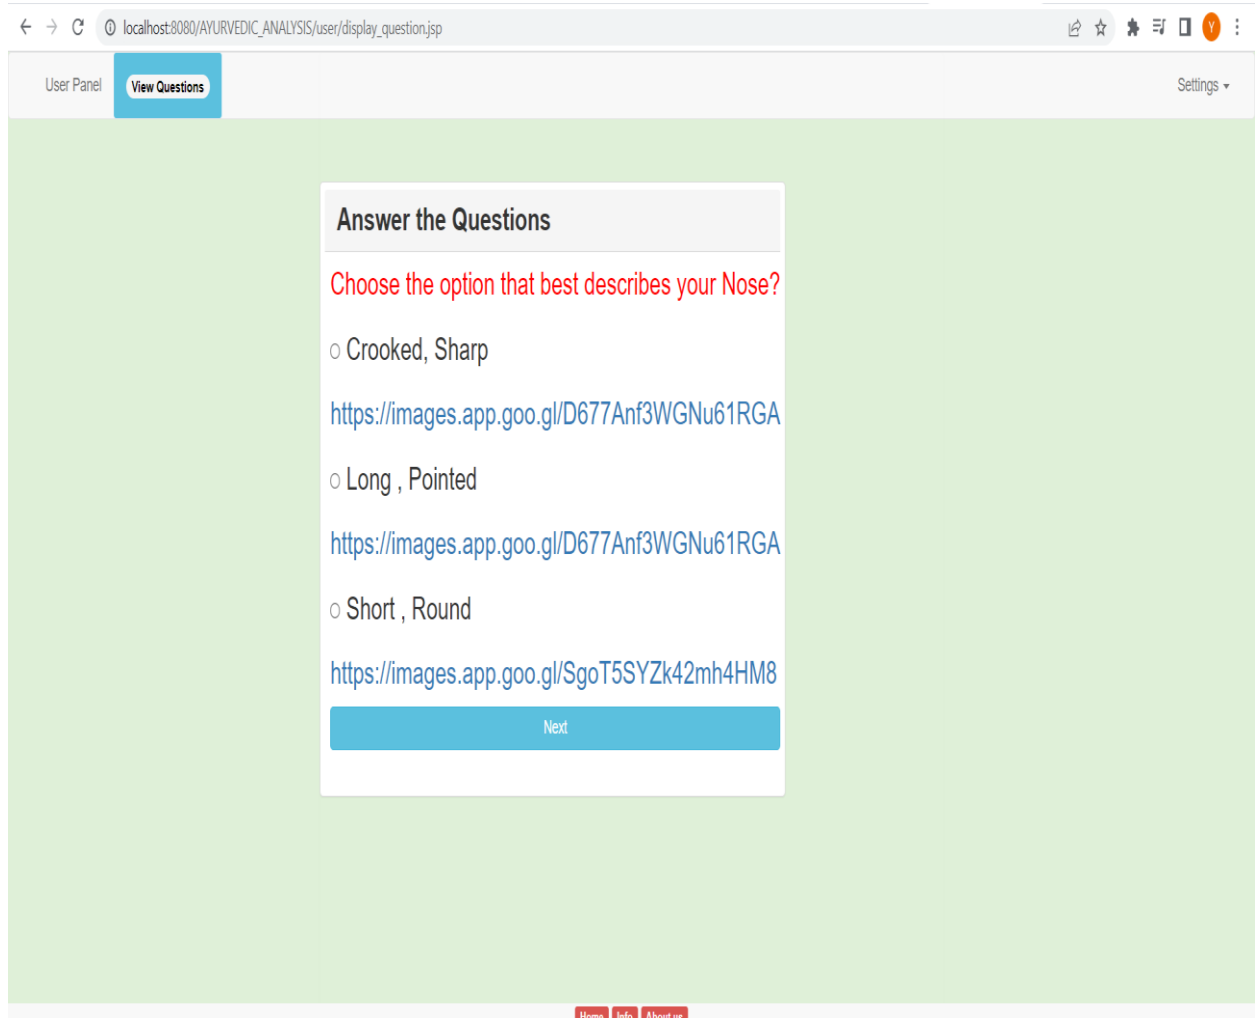 localhost:8080/AYURVEDIC_ANALYSIS/user/display_question.jsp
Y
User Panel View Questions Settings
Answer the Questions
Choose the option that best describes your Nose?
Crooked, Sharp
https://images.app.goo.gl/D677Anf3WGNu61RGA
Long , Pointed
https://images.app.goo.gl/D677Anf3WGNu61RGA
Short , Round
https://images.app.goo.gl/SgoT5SYZk42mh4HM8
Next
Home Info About us